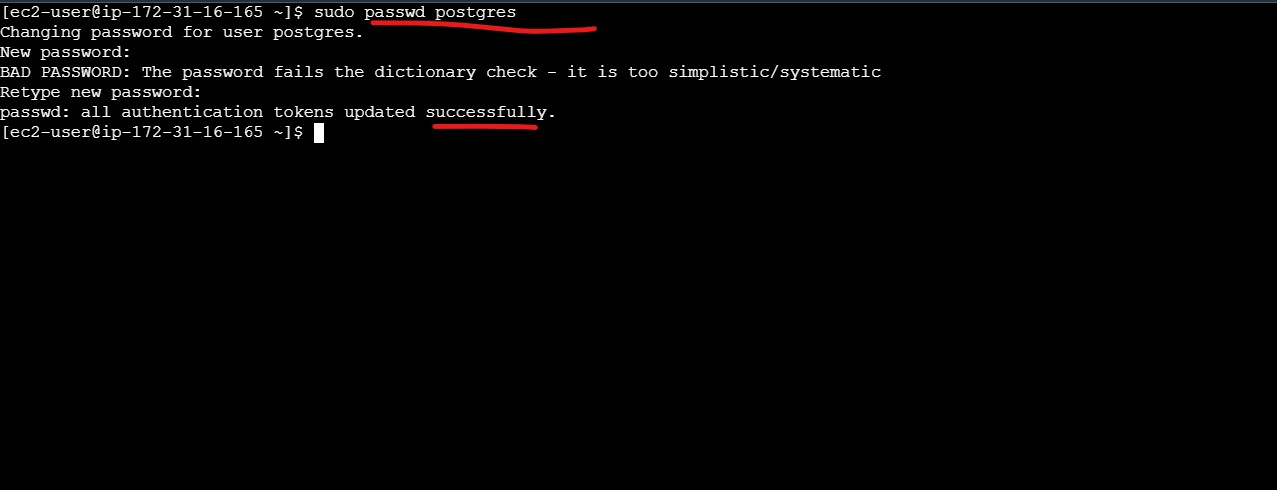 [ec2-user@ip-172-31-16-165 ~]$ sudo passwd postgres
Changing password for user postgres.
New password:
BAD PASSWORD: The password fails the dictionary check - it is too simplistic/systematic
Retype new password:
passwd: all authentication tokens updated successfully.
[ec2-user@ip-172-31-16-165 ~]$